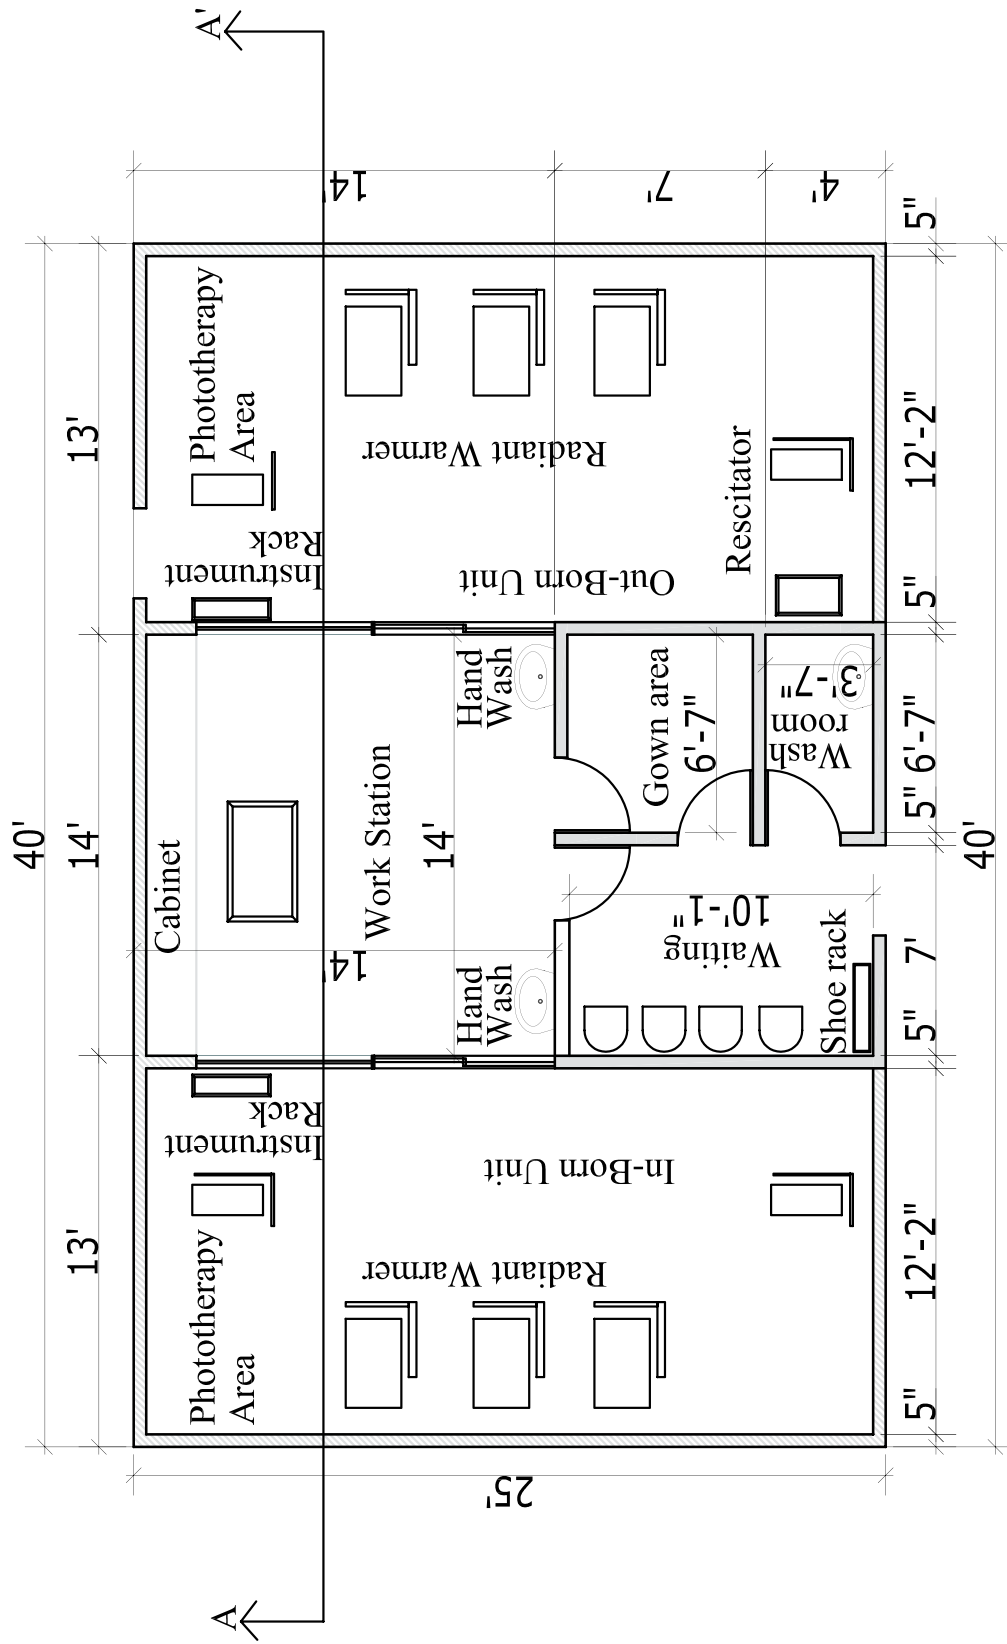 40'
13'
14'
13'
A
A'
25'
Phototherapy
Area
Instrument
Rack
Cabinet
Instrument
Rack
Phototherapy
Area
14'
14'
Radiant Warmer
Work Station
14'
Radiant Warmer
In-Born Unit
Hand
Wash
Hand
Wash
Out-Born Unit
7'
Waiting
10'-1"
Gown area
6'-7"
Rescitator
Shoe rack
Wash
room
3'-7"
4'
5"
12'-2"
5"
7'
5"
6'-7"
5"
12'-2"
5"
40'